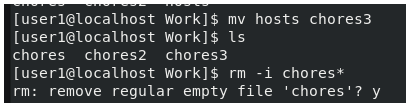 chores  chores2  hosts
[user1@localhost Work]$ mv hosts chores3
[user1@localhost Work]$ ls
chores  chores2  chores3
[user1@localhost Work]$ rm -i chores*
rm: remove regular empty file 'chores'? y